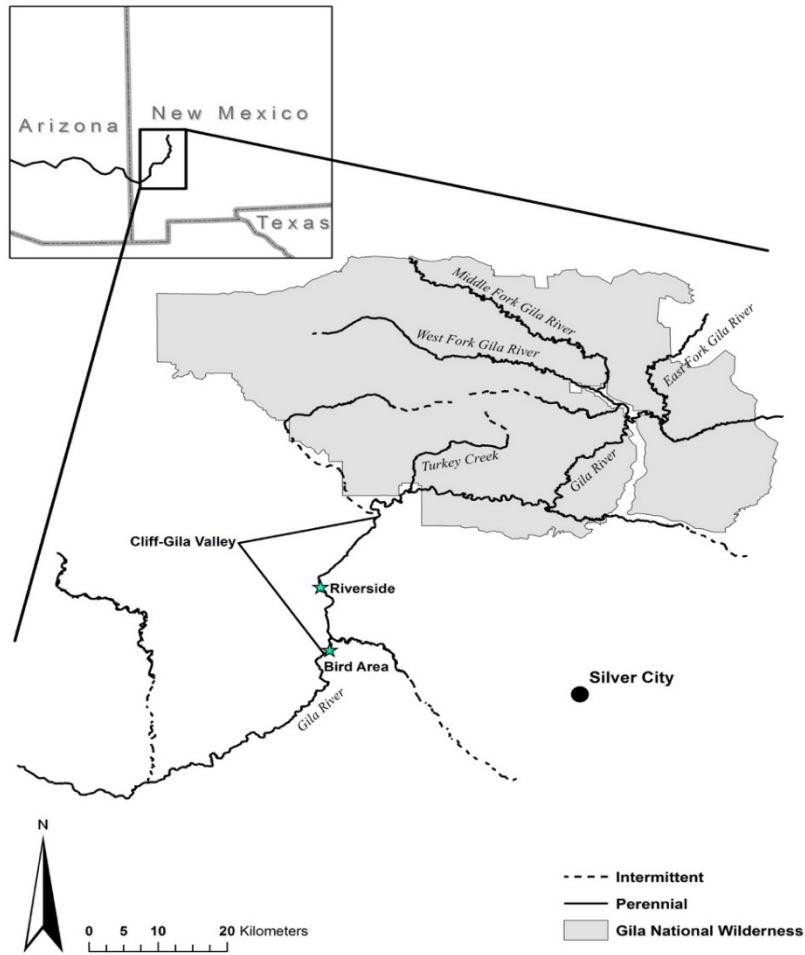 Arizona
New Mexico
Texas
Middle Fork Gila River
West Fork Gila River
East Fork Gila River
Turkey Creek
Gila River
Cliff-Gila Valley
Riverside
Bird Area
Silver City
Gila River
N
0 5 10 20 Kilometers
Intermittent
Perennial
Gila National Wilderness